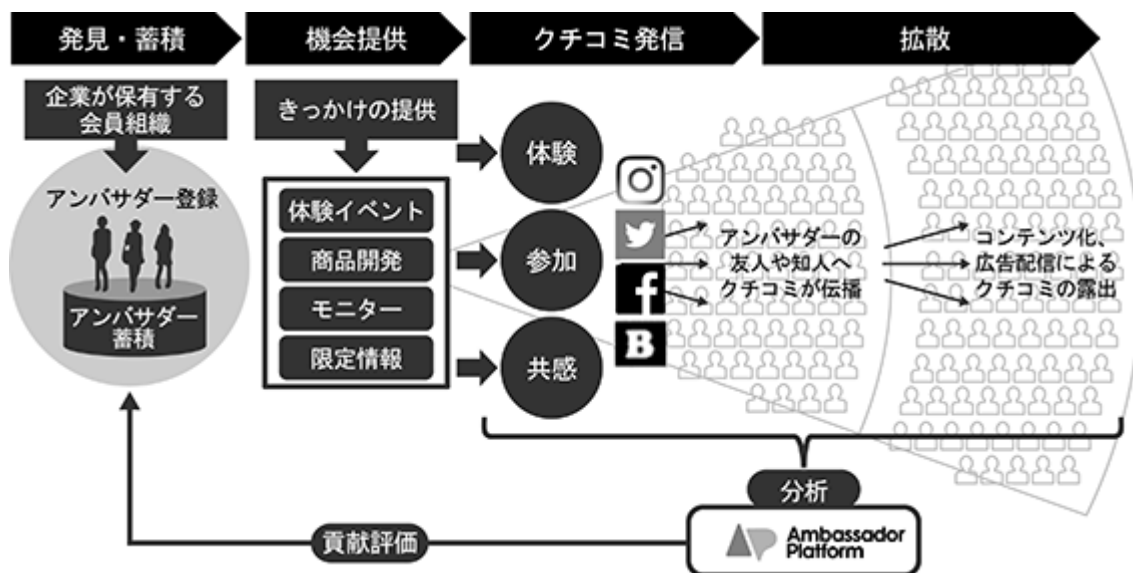 発見・蓄積
機会提供
クチコミ発信
拡散
企業が保有する
会員組織
アンバサダー登録
アンバサダー
蓄積
きっかけの提供
体験イベント
商品開発
モニター
限定情報
体験
参加
共感
アンバサダーの
友人や知人へ
クチコミが伝播
コンテンツ化、
広告配信による
クチコミの露出
分析
Ambassador
Platform
貢献評価